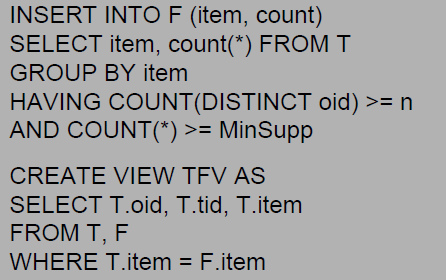 INSERT INTO F (item, count)
SELECT item, count(*) FROM T
GROUP BY item
HAVING COUNT(DISTINCT oid) >= n
AND COUNT(*) >= MinSupp
CREATE VIEW TFV AS
SELECT T.oid, T.tid, T.item
FROM T, F
WHERE T.item = F.item